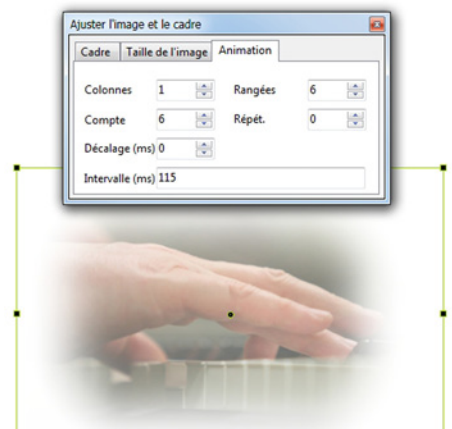 Ajuster l'image et le cadre
Cadre Taille de l'image Animation
Colonnes 1 Rangées 6
Compte 6 Répét. 0
Décalage (ms) 0
Intervalle (ms) 115